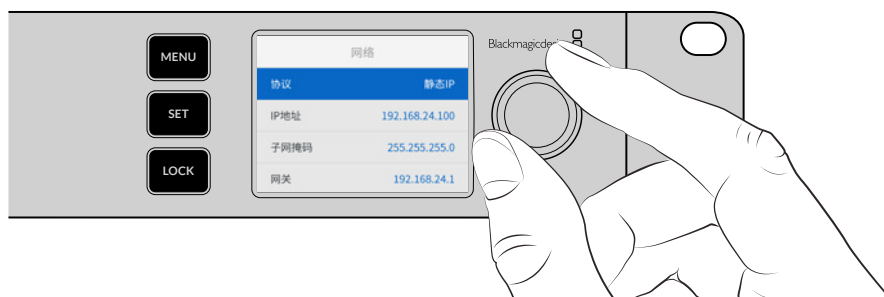 MENU
SET
LOCK
网络
协议 静态IP
IP地址 192.168.24.100
子网掩码 255.255.255.0
网关 192.168.24.1